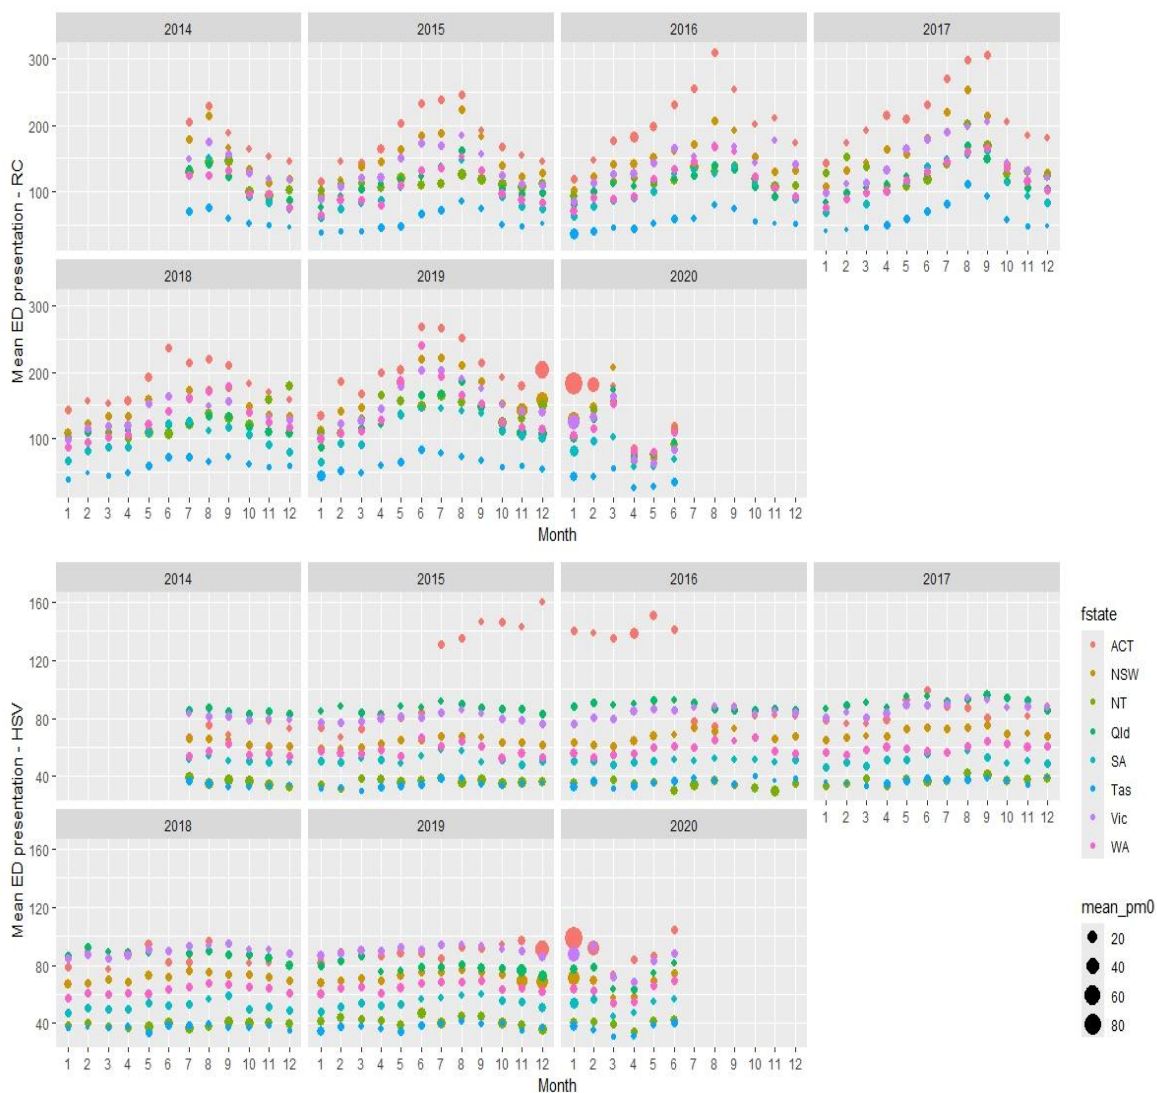 2014 2015 2016 2017
300
200
100
1 2 3 4 5 6 7 8 9 10 11 12
2018 2019 2020
300
200
100
1 2 3 4 5 6 7 8 9 10 11 12 1 2 3 4 5 6 7 8 9 10 11 12 1 2 3 4 5 6 7 8 9 10 11 12
Month
Mean ED presentation - RC
2014 2015 2016 2017
160
120
80
40
1 2 3 4 5 6 7 8 9 10 11 12
2018 2019 2020
160
120
80
40
1 2 3 4 5 6 7 8 9 10 11 12 1 2 3 4 5 6 7 8 9 10 11 12 1 2 3 4 5 6 7 8 9 10 11 12
Month
Mean ED presentation - HSV
fstate
ACT
NSW
NT
Qld
SA
Tas
Vic
WA
mean_pm0
20
40
60
80